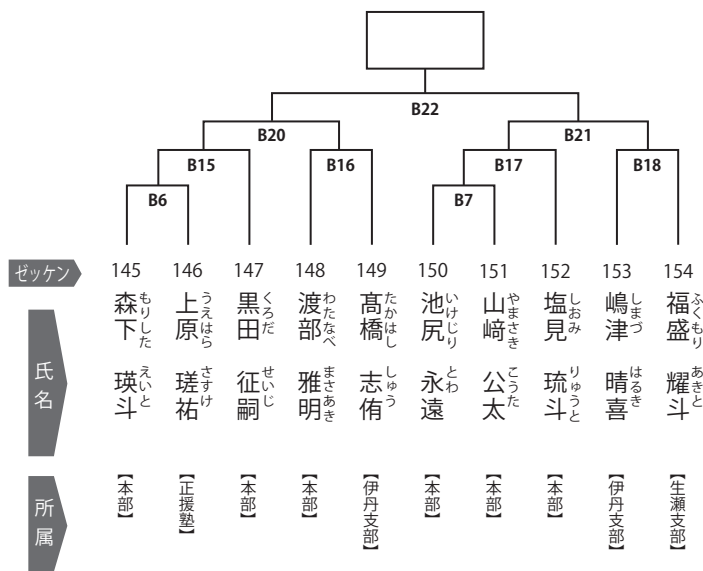 B22
B20
B21
B15
B16
B17
B18
B6
B7
ゼッケン
145
146
147
148
149
150
151
152
153
154
氏名
森下 瑛斗
もりした えいと
上原 瑳祐
うえはら さすけ
黒田 征嗣
くろだ せいじ
渡部 雅明
わたなべ まさあき
髙橋 志侑
たかはし しゅう
池尻 永遠
いけじり とわ
山﨑 公太
やまさき こうた
塩見 琉斗
しおみ りゅうと
嶋津 晴喜
しまづ はるき
福盛 耀斗
ふくもり あきと
所属
【本部】
【正援塾】
【本部】
【本部】
【伊丹支部】
【本部】
【本部】
【本部】
【伊丹支部】
【生瀬支部】